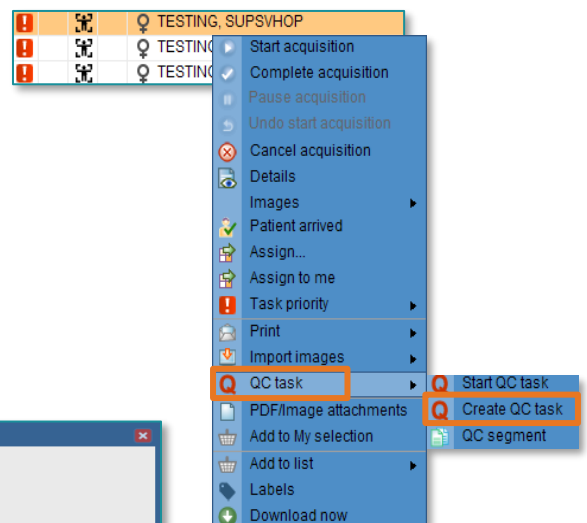 TESTING, SUPSVHOP
TESTING
TESTING
Start acquisition
Complete acquisition
Pause acquisition
Undo start acquisition
Cancel acquisition
Details
Images
Patient arrived
Assign...
Assign to me
Task priority
Print
Import images
Q QC task
Q Start QC task
PDF/Image attachments
Q Create QC task
Add to My selection
QC segment
Add to list
Labels
Download now